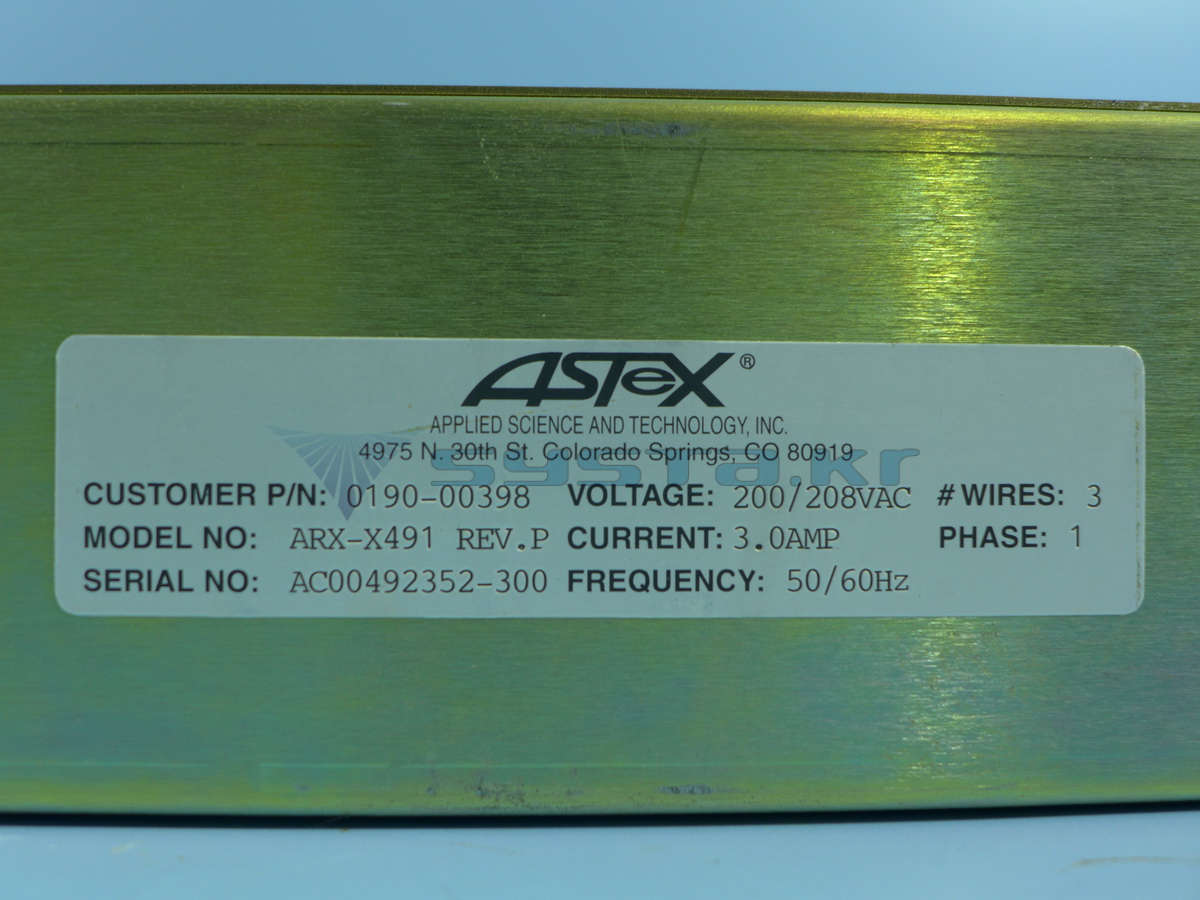 ASTeX®
APPLIED SCIENCE AND TECHNOLOGY, INC.
4975 N. 30th St. Colorado Springs, CO 80919
systa.kr
CUSTOMER P/N: 0190-00398 VOLTAGE: 200/208VAC # WIRES: 3
MODEL NO: ARX-X491 REV.P CURRENT: 3.0AMP PHASE: 1
SERIAL NO: AC00492352-300 FREQUENCY: 50/60Hz